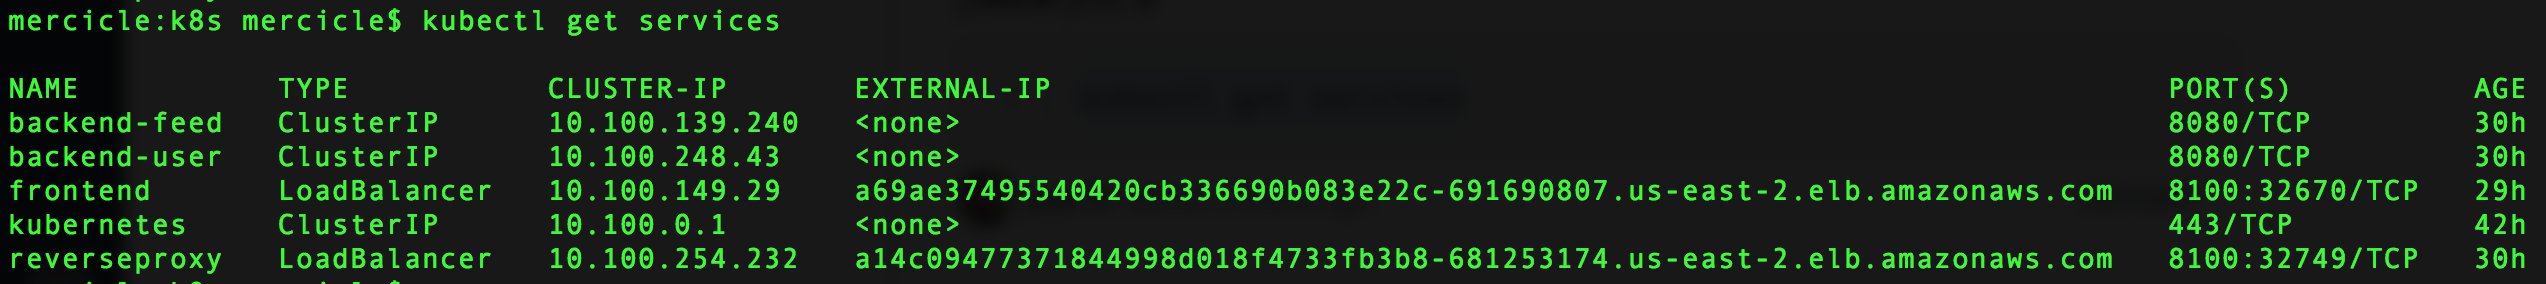 mercicle:k8s mercicle$ kubectl get services
NAME TYPE CLUSTER-IP EXTERNAL-IP PORT(S) AGE
backend-feed ClusterIP 10.100.139.240 <none> 8080/TCP 30h
backend-user ClusterIP 10.100.248.43 <none> 8080/TCP 30h
frontend LoadBalancer 10.100.149.29 a69ae37495540420cb336690b083e22c-691690807.us-east-2.elb.amazonaws.com 8100:32670/TCP 29h
kubernetes ClusterIP 10.100.0.1 <none> 443/TCP 42h
reverseproxy LoadBalancer 10.100.254.232 a14c09477371844998d018f4733fb3b8-681253174.us-east-2.elb.amazonaws.com 8100:32749/TCP 30h